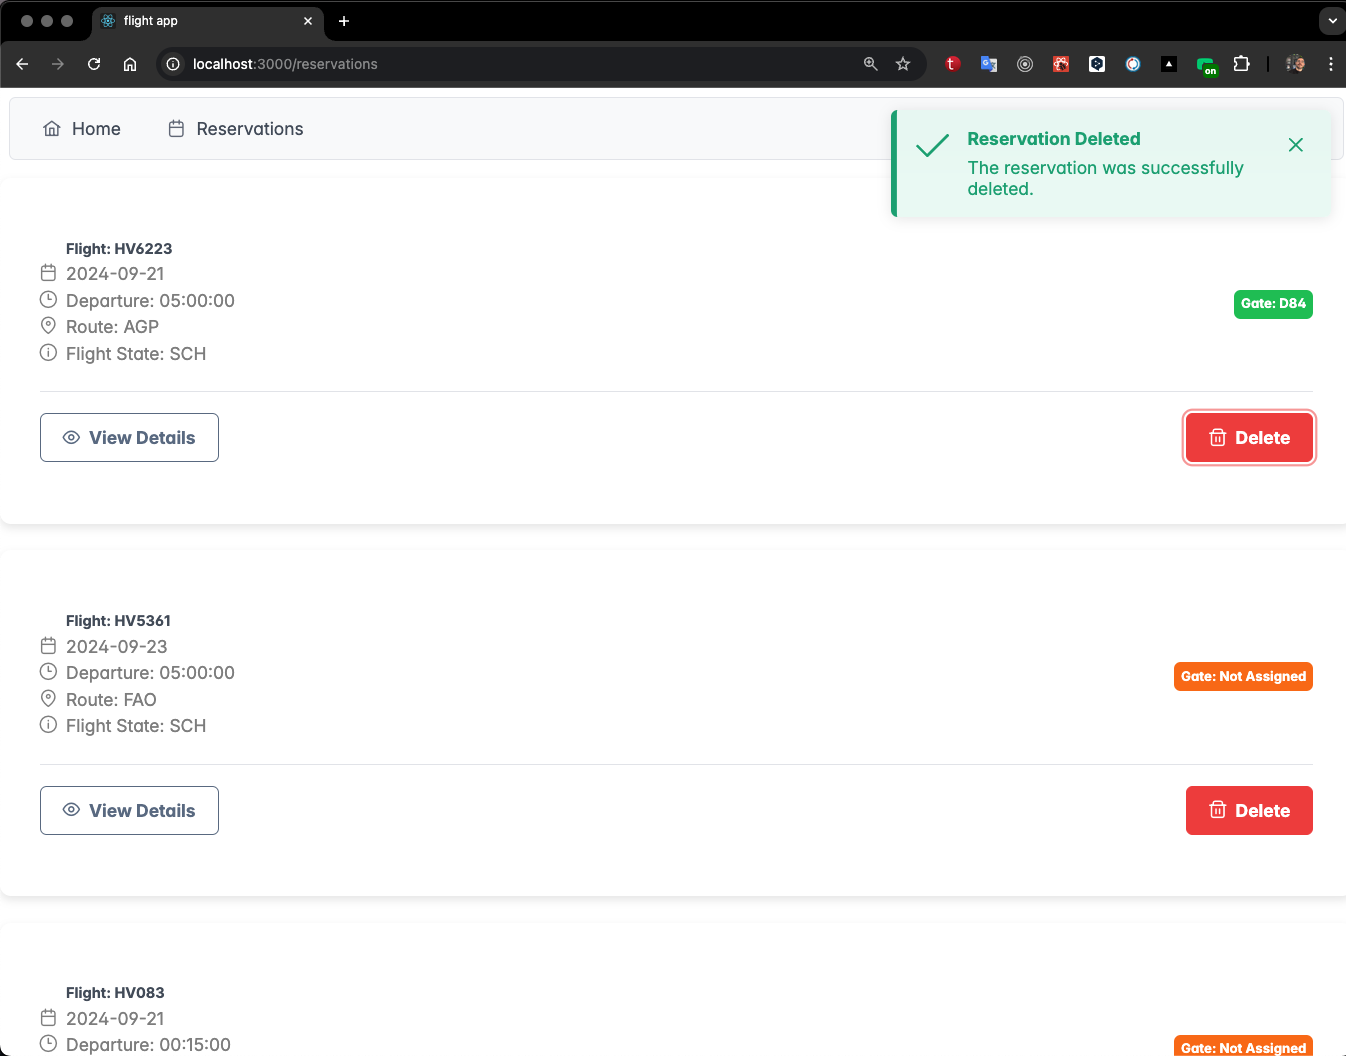 flight app
localhost:3000/reservations
on
Home
Reservations
Reservation Deleted
The reservation was successfully
deleted.
Flight: HV6223
2024-09-21
Departure: 05:00:00
Route: AGP
Flight State: SCH
Gate: D84
View Details
Delete
Flight: HV5361
2024-09-23
Departure: 05:00:00
Route: FAO
Flight State: SCH
Gate: Not Assigned
View Details
Delete
Flight: HV083
2024-09-21
Departure: 00:15:00
Gate: Not Assigned